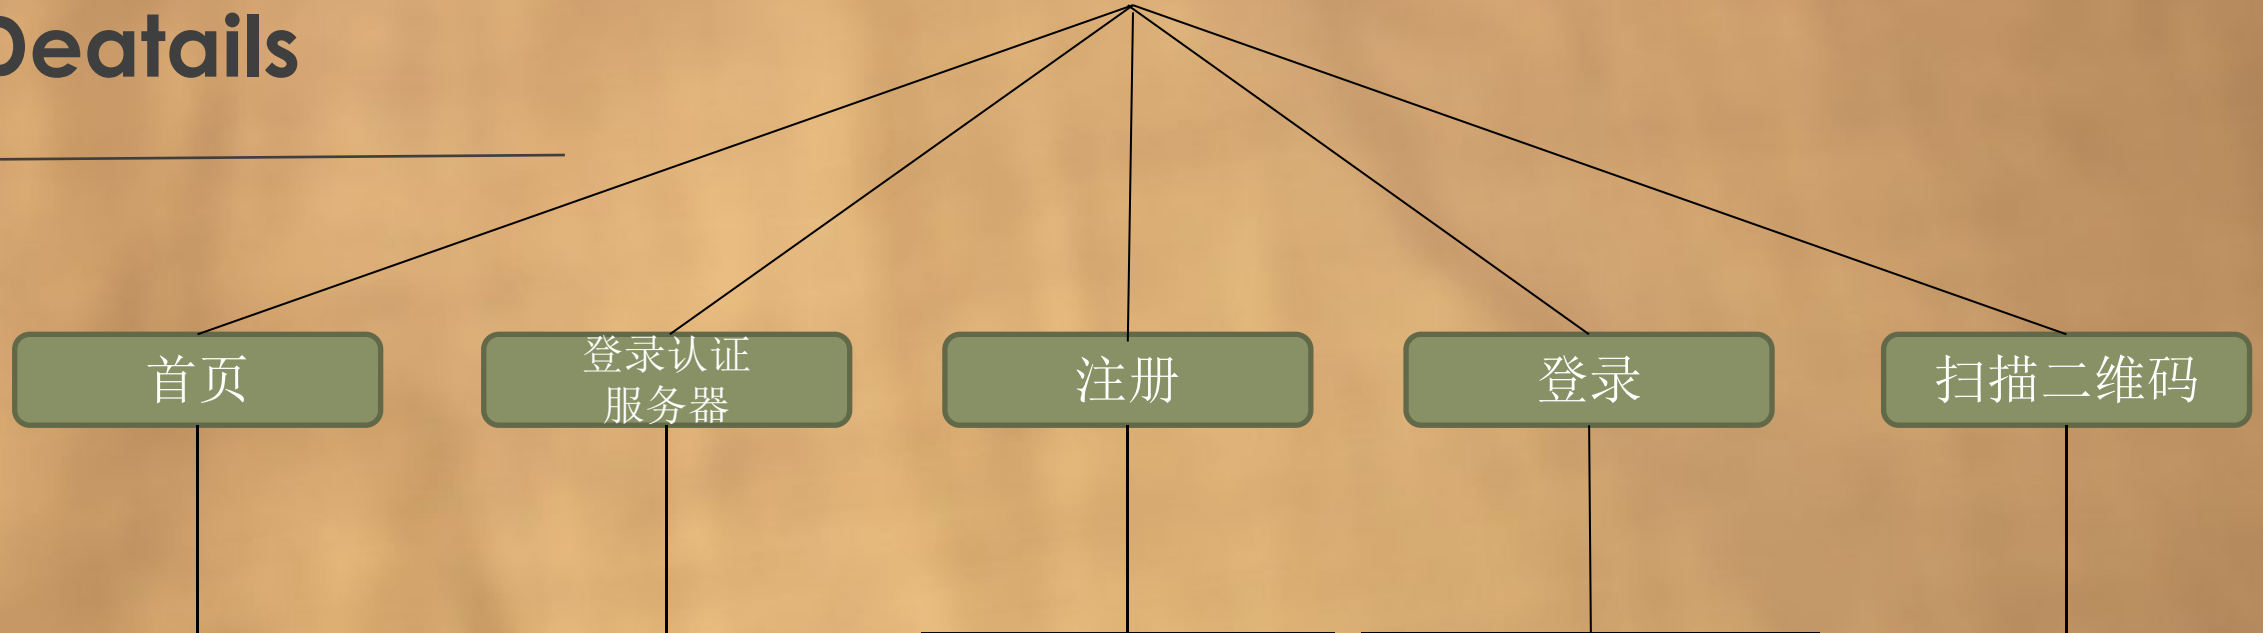 Deatails
首页
登录认证
服务器
注册
登录
扫描二维码